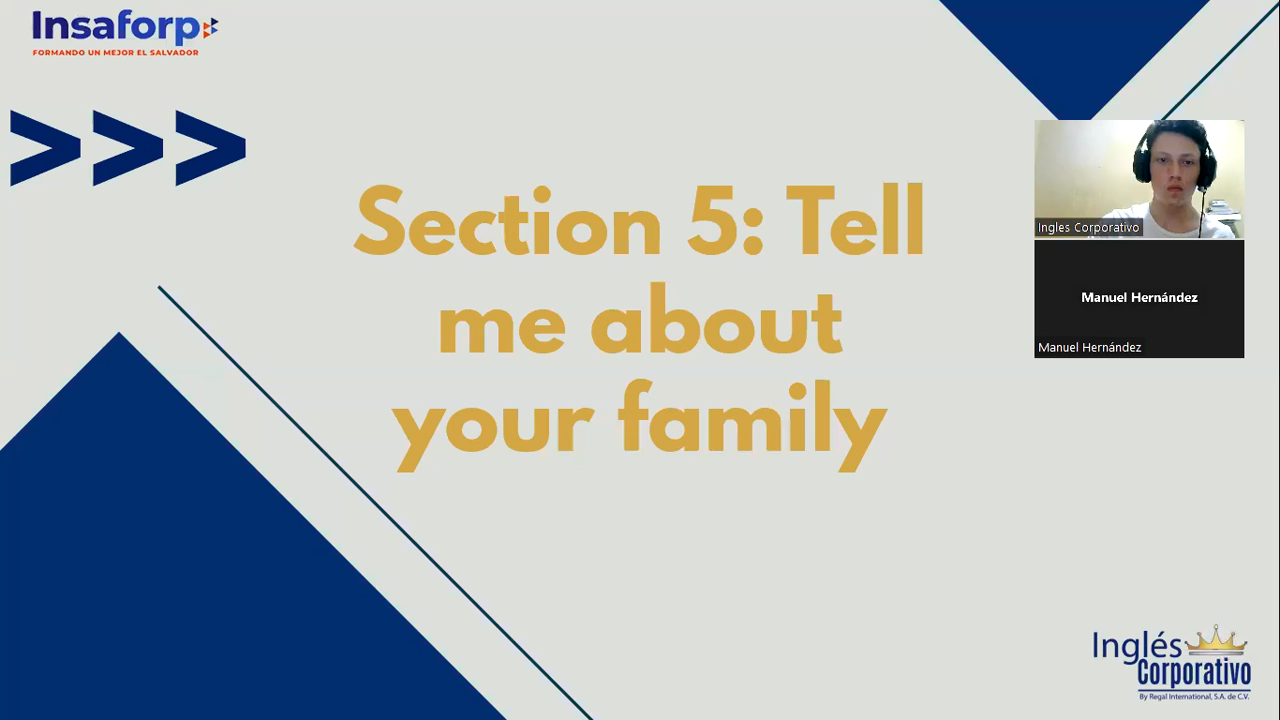 Insaforp
FORMANDO UN MEJOR EL SALVADOR
>>>
Section 5: Tell
me about
your family
Ingles Corporativo
Manuel Hernández
Manuel Hernández
Inglés
Corporativo
By Regal International, S.A. de C.V.